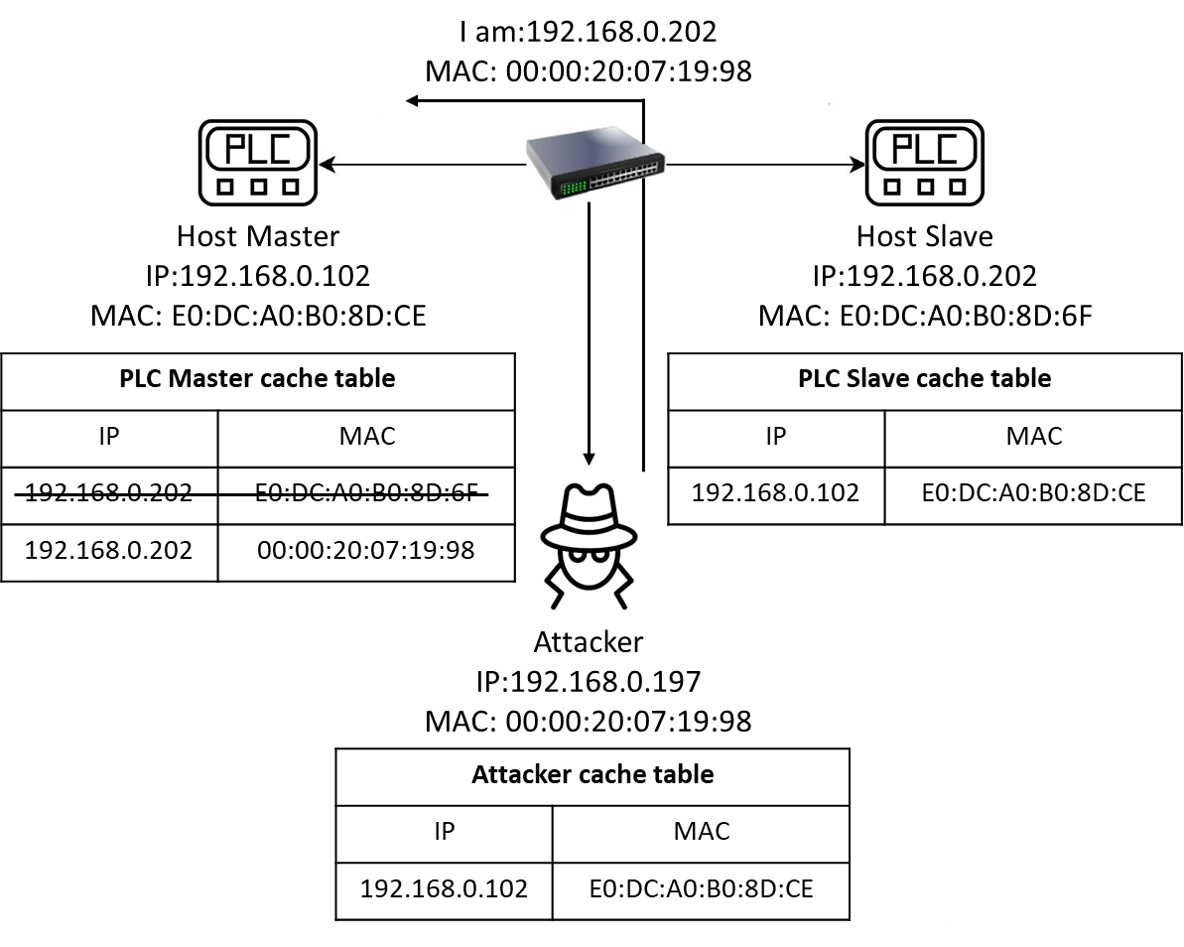 I am:192.168.0.202
MAC: 00:00:20:07:19:98
PLC
PLC
Host Master
IP:192.168.0.102
MAC: E0:DC:A0:B0:8D:CE
Host Slave
IP:192.168.0.202
MAC: E0:DC:A0:B0:8D:6F
PLC Master cache table
IP MAC
192.168.0.202 E0:DC:A0:B0:8D:6F
192.168.0.202 00:00:20:07:19:98
PLC Slave cache table
IP MAC
192.168.0.102 E0:DC:A0:B0:8D:CE
Attacker
IP:192.168.0.197
MAC: 00:00:20:07:19:98
Attacker cache table
IP MAC
192.168.0.102 E0:DC:A0:B0:8D:CE